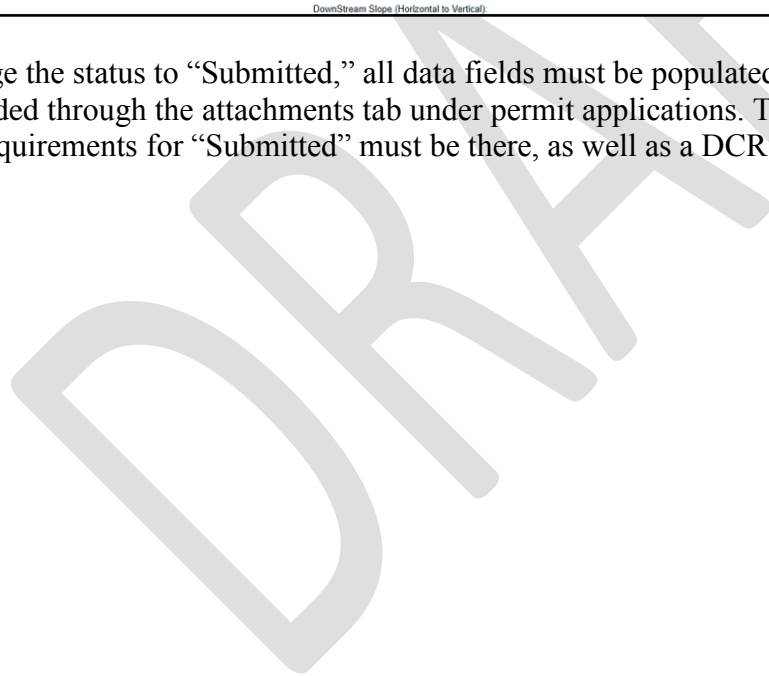 DownStream Slope (Horizontal to Vertical):
ge the status to “Submitted,” all data fields must be populated
ded through the attachments tab under permit applications. T
quirements for “Submitted” must be there, as well as a DCR
DRA